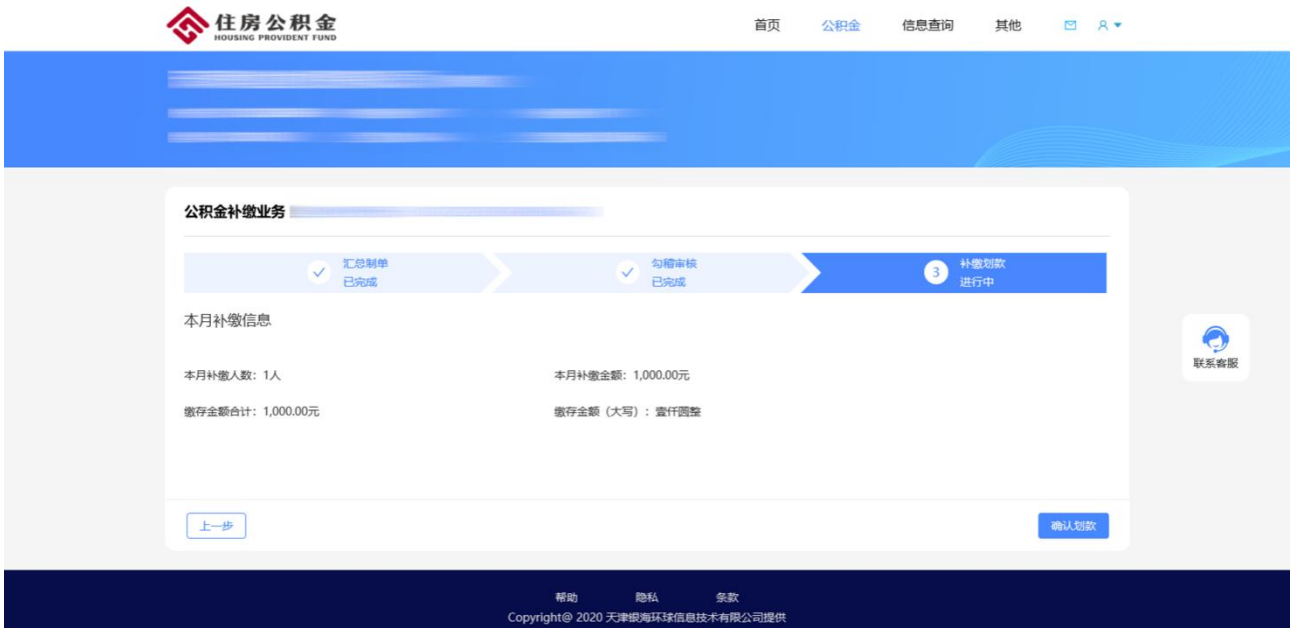 住房公积金
HOUSING PROVIDENT FUND
首页 公积金 信息查询 其他
公积金补缴业务
汇总制单
已完成
勾稽审核
已完成
3
补缴划款
进行中
本月补缴信息
本月补缴人数：1人 本月补缴金额：1,000.00元
缴存金额合计：1,000.00元 缴存金额（大写）：壹仟圆整
联系客服
上一步 确认划款
帮助 隐私 条款
Copyright@ 2020 天津银海环球信息技术有限公司提供